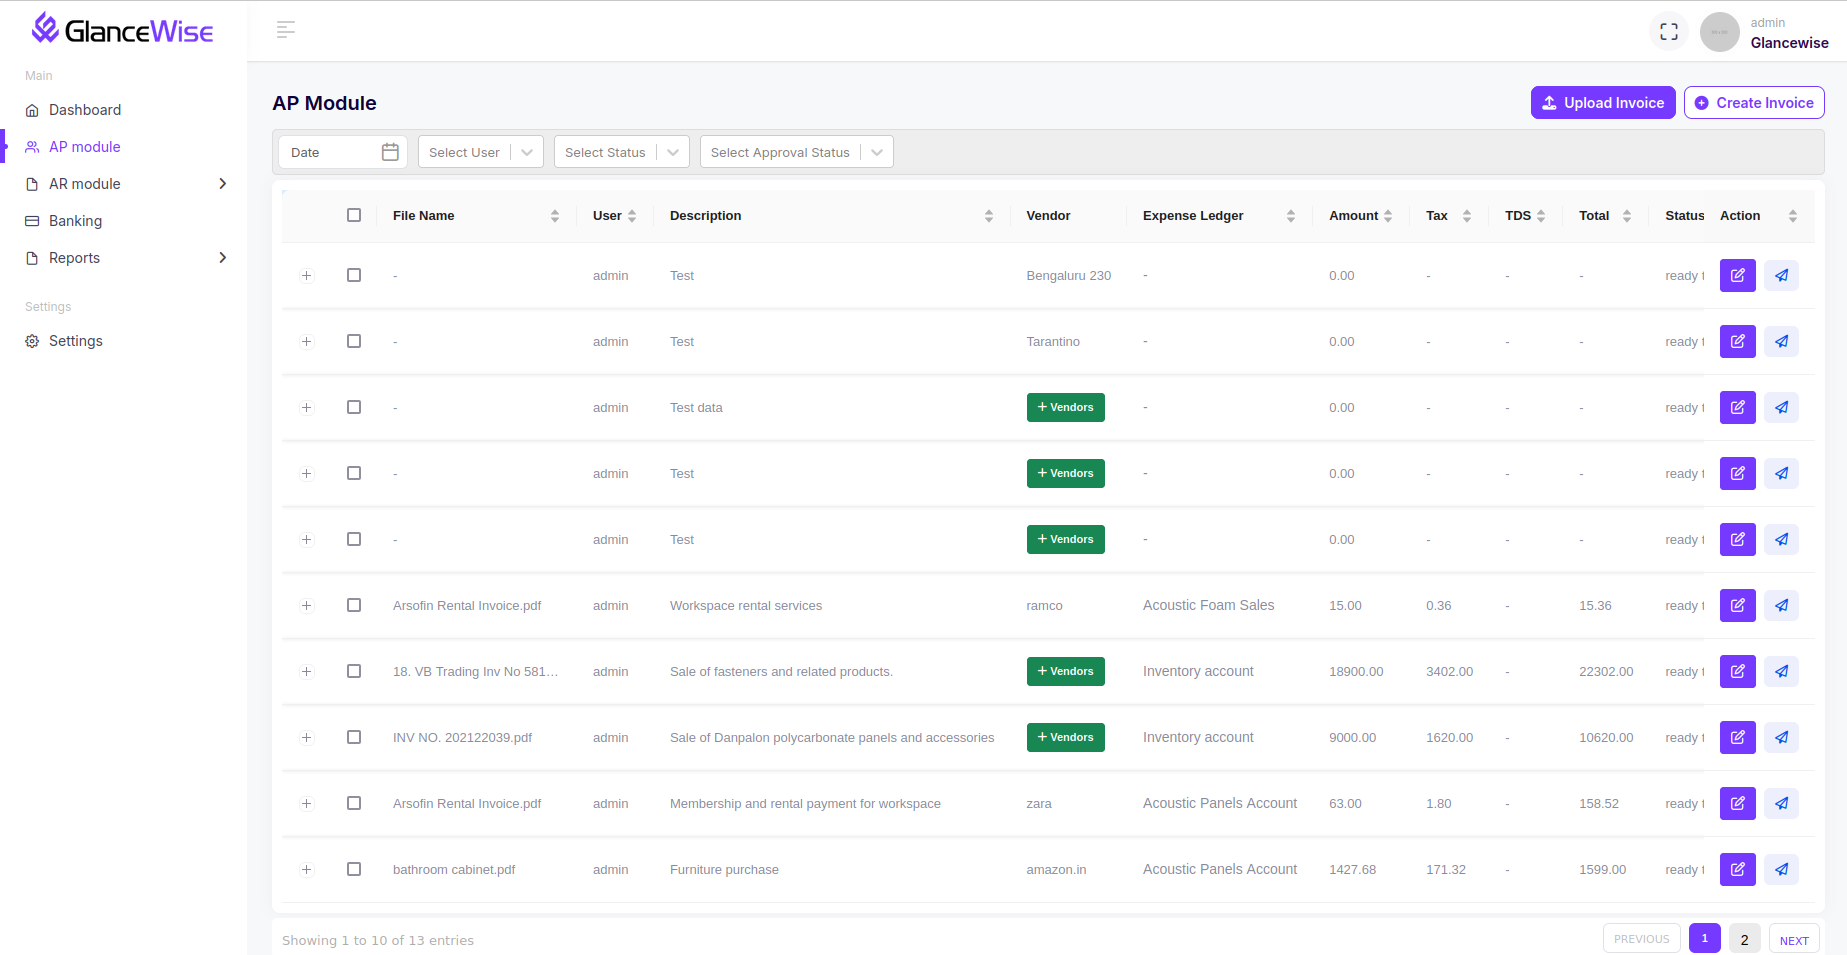 GlanceWise
admin
Glancewise
Main
Dashboard
AP module
AR module
Banking
Reports
Settings
Settings
AP Module
Upload Invoice
Create Invoice
Date
Select User
Select Status
Select Approval Status
File Name User Description Vendor Expense Ledger Amount Tax TDS Total Status Action
- admin Test Bengaluru 230 - 0.00 - - - ready
- admin Test Tarantino - 0.00 - - - ready
- admin Test data + Vendors - 0.00 - - - ready
- admin Test + Vendors - 0.00 - - - ready
- admin Test + Vendors - 0.00 - - - ready
Arsofin Rental Invoice.pdf admin Workspace rental services ramco Acoustic Foam Sales 15.00 0.36 - 15.36 ready
18. VB Trading Inv No 581... admin Sale of fasteners and related products. + Vendors Inventory account 18900.00 3402.00 - 22302.00 ready
INV NO. 202122039.pdf admin Sale of Danpalon polycarbonate panels and accessories + Vendors Inventory account 9000.00 1620.00 - 10620.00 ready
Arsofin Rental Invoice.pdf admin Membership and rental payment for workspace zara Acoustic Panels Account 63.00 1.80 - 158.52 ready
bathroom cabinet.pdf admin Furniture purchase amazon.in Acoustic Panels Account 1427.68 171.32 - 1599.00 ready
Showing 1 to 10 of 13 entries
PREVIOUS 1 2 NEXT